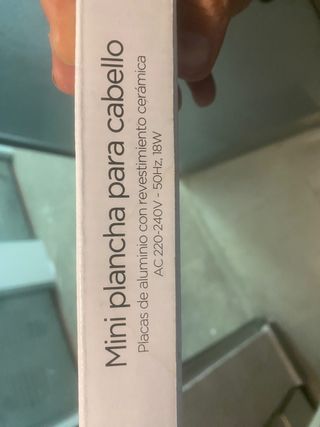 Mini plancha para cabello
Placas de aluminio con revestimiento cerámica
AC 220-240V - 50Hz, 18W